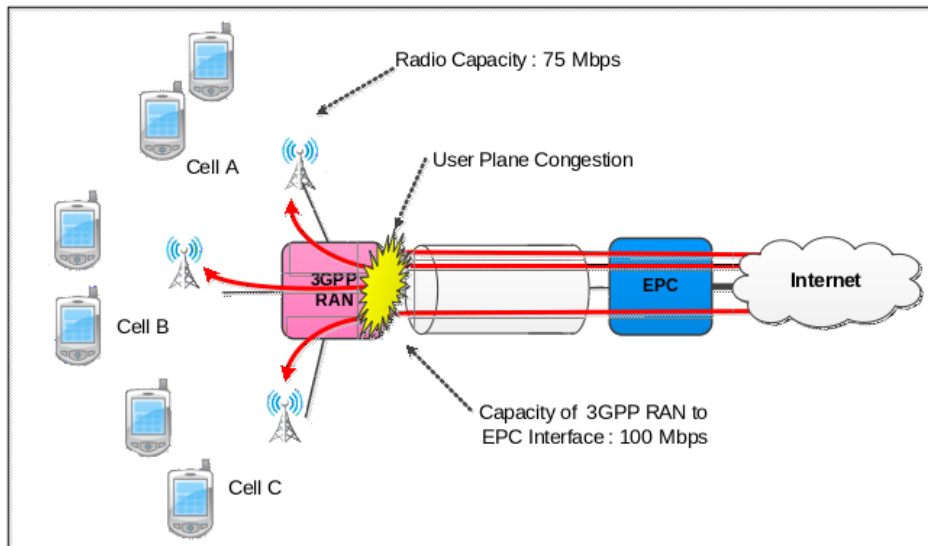 Radio Capacity : 75 Mbps
User Plane Congestion
Cell A
3GPP
RAN
EPC
Internet
Cell B
Capacity of 3GPP RAN to
EPC Interface : 100 Mbps
Cell C